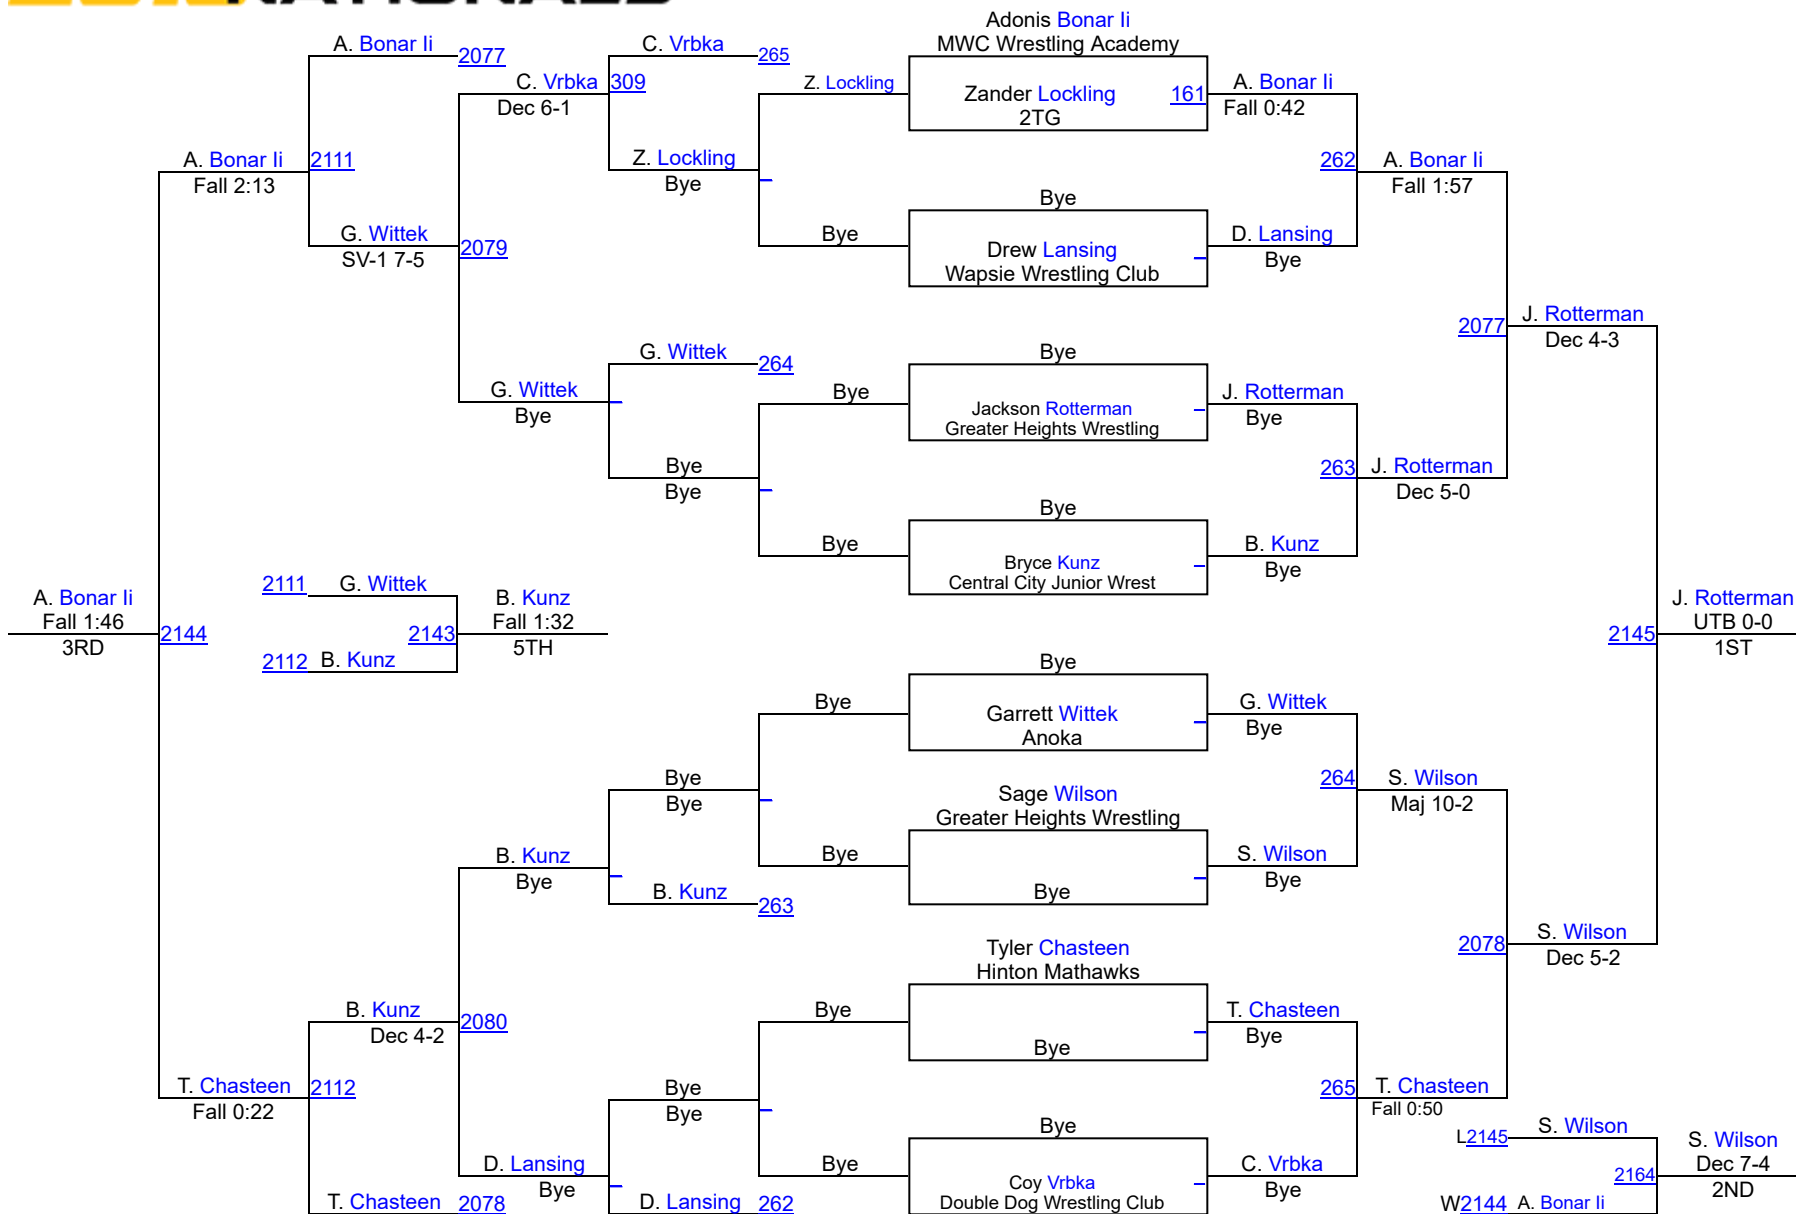 NATIONALS
Adonis Bonar Ii
MWC Wrestling Academy
A. Bonar Ii
2077
C. Vrbka
265
C. Vrbka
309
Dec 6-1
Z. Lockling
Zander Lockling
2TG
161
A. Bonar Ii
Fall 0:42
A. Bonar Ii
2111
Fall 2:13
Z. Lockling
Bye
262
A. Bonar Ii
Fall 1:57
Bye
G. Wittek
2079
SV-1 7-5
Bye
Drew Lansing
Wapsie Wrestling Club
D. Lansing
Bye
2077
J. Rotterman
Dec 4-3
G. Wittek
264
Bye
G. Wittek
Bye
Bye
Jackson Rotterman
Greater Heights Wrestling
J. Rotterman
Bye
Bye
Bye
263
J. Rotterman
Dec 5-0
Bye
Bye
Bryce Kunz
Central City Junior Wrest
B. Kunz
Bye
2111
G. Wittek
A. Bonar Ii
Fall 1:46
3RD
2144
2143
B. Kunz
Fall 1:32
5TH
2112
B. Kunz
2145
J. Rotterman
UTB 0-0
1ST
Bye
Bye
Garrett Wittek
Anoka
G. Wittek
Bye
Bye
Bye
264
S. Wilson
Maj 10-2
Sage Wilson
Greater Heights Wrestling
B. Kunz
Bye
Bye
S. Wilson
Bye
B. Kunz
263
Bye
2078
S. Wilson
Dec 5-2
Tyler Chasteen
Hinton Mathawks
B. Kunz
2080
Dec 4-2
Bye
Bye
T. Chasteen
Bye
T. Chasteen
2112
Fall 0:22
Bye
Bye
265
T. Chasteen
Fall 0:50
Bye
D. Lansing
Bye
Bye
Coy Vrbka
Double Dog Wrestling Club
C. Vrbka
Bye
T. Chasteen
2078
D. Lansing
262
L2145
S. Wilson
2164
S. Wilson
Dec 7-4
2ND
W2144
A. Bonar Ii